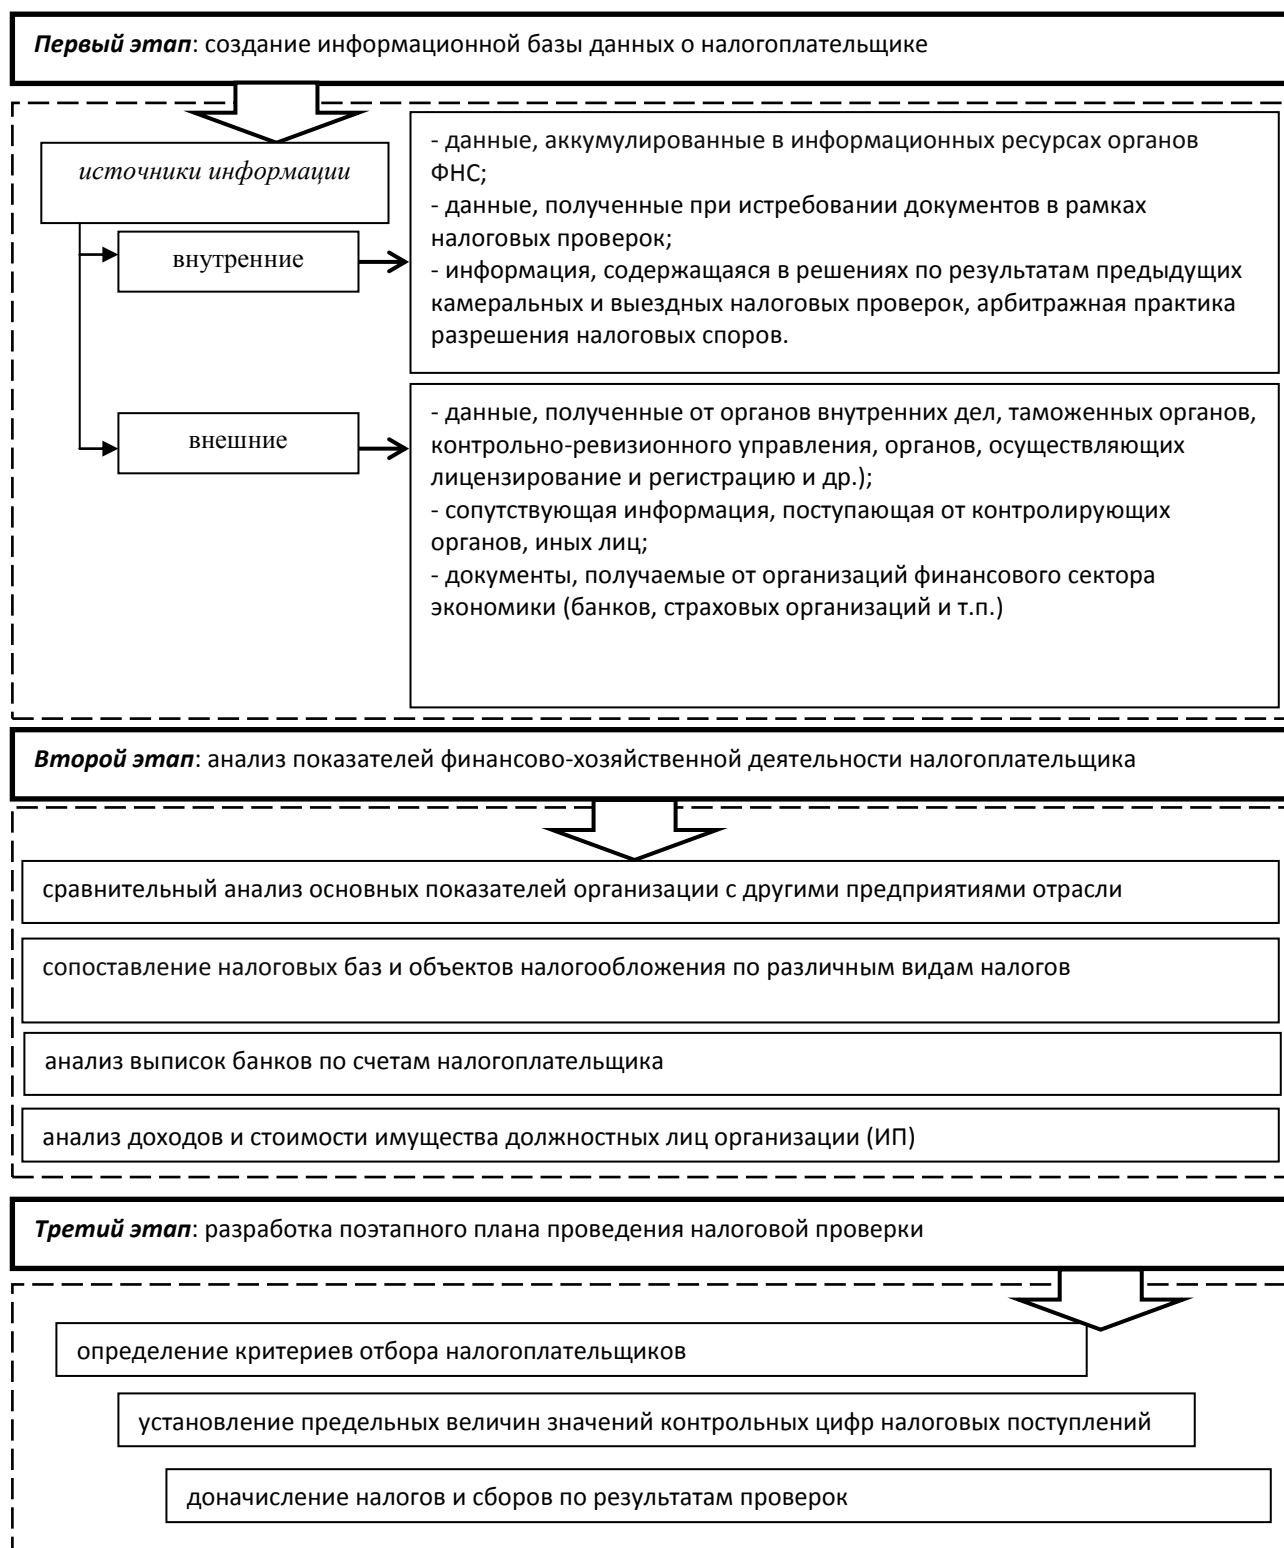 Первый этап: создание информационной базы данных о налогоплательщике
источники информации
внутренние
- данные, аккумулированные в информационных ресурсах органов
ФНС;
- данные, полученные при истребовании документов в рамках
налоговых проверок;
- информация, содержащаяся в решениях по результатам предыдущих
камеральных и выездных налоговых проверок, арбитражная практика
разрешения налоговых споров.
внешние
- данные, полученные от органов внутренних дел, таможенных органов,
контрольно-ревизионного управления, органов, осуществляющих
лицензирование и регистрацию и др.);
- сопутствующая информация, поступающая от контролирующих
органов, иных лиц;
- документы, получаемые от организаций финансового сектора
экономики (банков, страховых организаций и т.п.)
Второй этап: анализ показателей финансово-хозяйственной деятельности налогоплательщика
сравнительный анализ основных показателей организации с другими предприятиями отрасли
сопоставление налоговых баз и объектов налогообложения по различным видам налогов
анализ выписок банков по счетам налогоплательщика
анализ доходов и стоимости имущества должностных лиц организации (ИП)
Третий этап: разработка поэтапного плана проведения налоговой проверки
определение критериев отбора налогоплательщиков
установление предельных величин значений контрольных цифр налоговых поступлений
доначисление налогов и сборов по результатам проверок